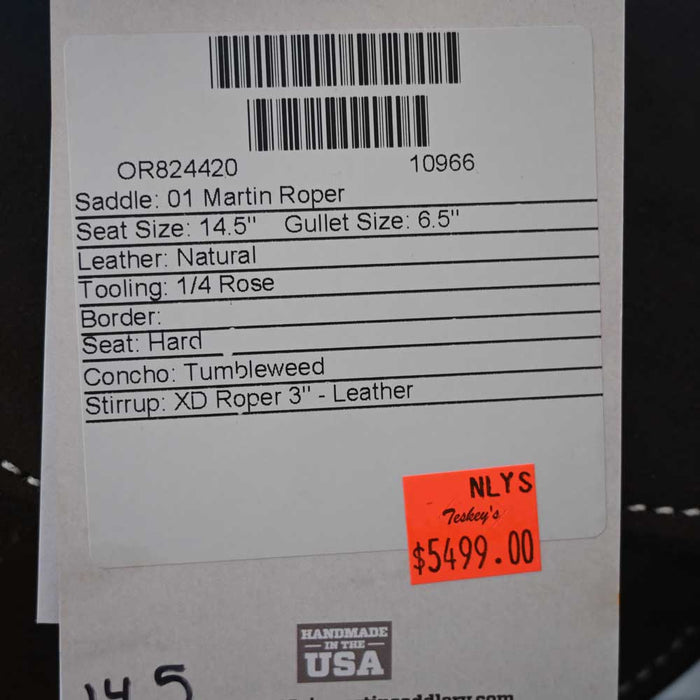 OR824420 10966
Saddle: 01 Martin Roper
Seat Size: 14.5" Gullet Size: 6.5"
Leather: Natural
Tooling: 1/4 Rose
Border:
Seat: Hard
Concho: Tumbleweed
Stirrup: XD Roper 3" - Leather
NLYS
Teskey's
$5499.00
HANDMADE
IN THE
USA
14.5